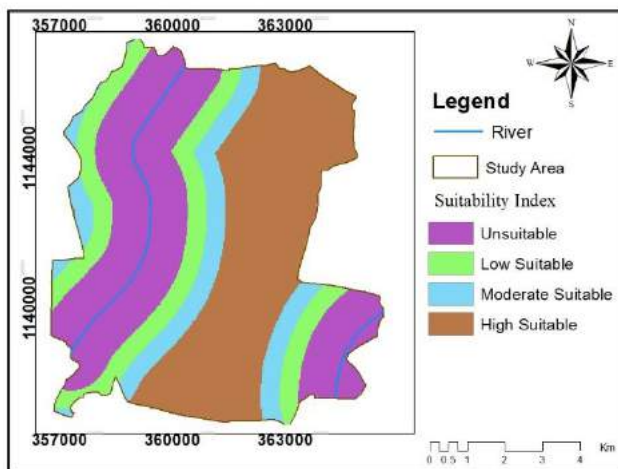 357000 360000 363000
N
W E
S
1144000
1140000
Legend
River
Study Area
Suitability Index
Unsuitable
Low Suitable
Moderate Suitable
High Suitable
357000 360000 363000
Km
0 0.5 1 2 3 4